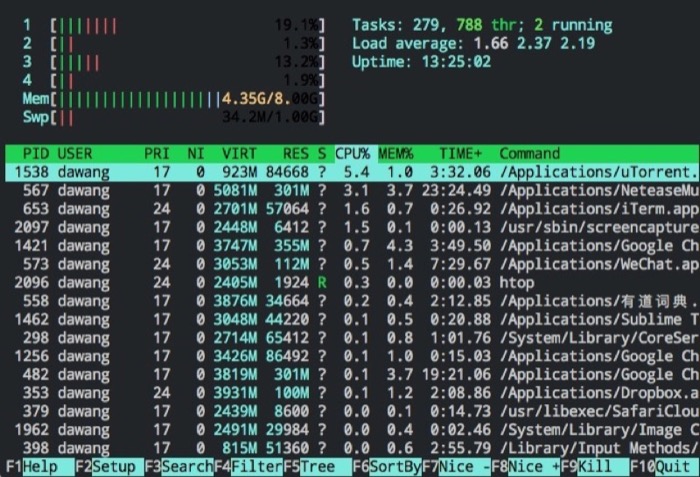 1 [||||||||| 19.1%] Tasks: 279, 788 thr; 2 running
2 [|| 1.3%] Load average: 1.66 2.37 2.19
3 [|||||| 13.2%] Uptime: 13:25:02
4 [|| 1.9%]
Mem[||||||||||||||||||||4.35G/8.00G]
Swp[|| 34.2M/1.00G]
PID USER PRI NI VIRT RES S CPU% MEM% TIME+ Command
1538 dawang 17 0 923M 84668 ? 5.4 1.0 3:32.06 /Applications/uTorrent.
567 dawang 17 0 5081M 301M ? 3.1 3.7 23:24.49 /Applications/NeteaseMu
653 dawang 24 0 2701M 57064 ? 1.6 0.7 0:26.92 /Applications/iTerm.app
2097 dawang 17 0 2448M 6412 ? 1.5 0.1 0:00.13 /usr/sbin/screencapture
1421 dawang 17 0 3747M 355M ? 0.7 4.3 3:49.50 /Applications/Google Ch
573 dawang 24 0 3053M 112M ? 0.5 1.4 7:29.67 /Applications/WeChat.ap
2096 dawang 24 0 2405M 1924 R 0.3 0.0 0:00.03 htop
558 dawang 17 0 3876M 34664 ? 0.2 0.4 2:12.85 /Applications/有道词典.
1462 dawang 17 0 3048M 44220 ? 0.1 0.5 0:20.88 /Applications/Sublime T
298 dawang 17 0 2714M 65412 ? 0.1 0.8 1:01.76 /System/Library/CoreSer
1256 dawang 17 0 3426M 86492 ? 0.1 1.0 0:15.03 /Applications/Google Ch
482 dawang 17 0 3819M 301M ? 0.1 3.7 19:21.06 /Applications/Google Ch
353 dawang 24 0 3931M 100M ? 0.1 1.2 2:08.86 /Applications/Dropbox.a
379 dawang 17 0 2439M 8600 ? 0.0 0.1 0:14.73 /usr/libexec/SafariClou
1962 dawang 17 0 2491M 29984 ? 0.0 0.4 0:02.46 /System/Library/Image C
398 dawang 17 0 815M 51360 ? 0.0 0.6 2:55.79 /Library/Input Methods/
F1Help F2Setup F3SearchF4FilterF5Tree F6SortByF7Nice -F8Nice +F9Kill F10Quit